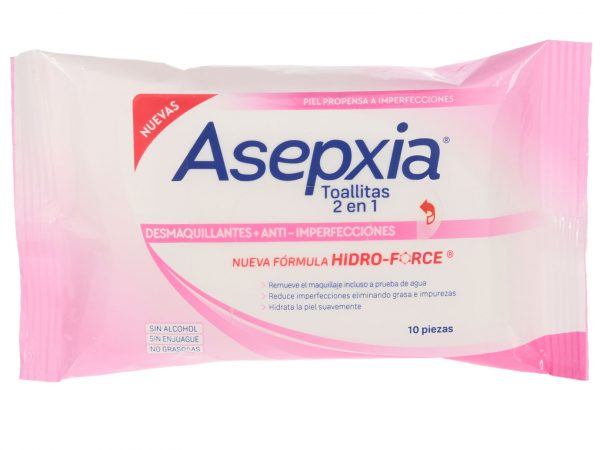 PIEL PROPENSA A IMPERFECCIONES
NUEVAS
Asepxia®
Toallitas
2 en 1
DESMAQUILLANTES + ANTI - IMPERFECCIONES
NUEVA FÓRMULA HIDRO-FORCE ®
Remueve el maquillaje incluso a prueba de agua
Reduce imperfecciones eliminando grasa e impurezas
Hidrata la piel suavemente
SIN ALCOHOL
SIN ENJUAGUE
NO GRASOSAS
10 piezas